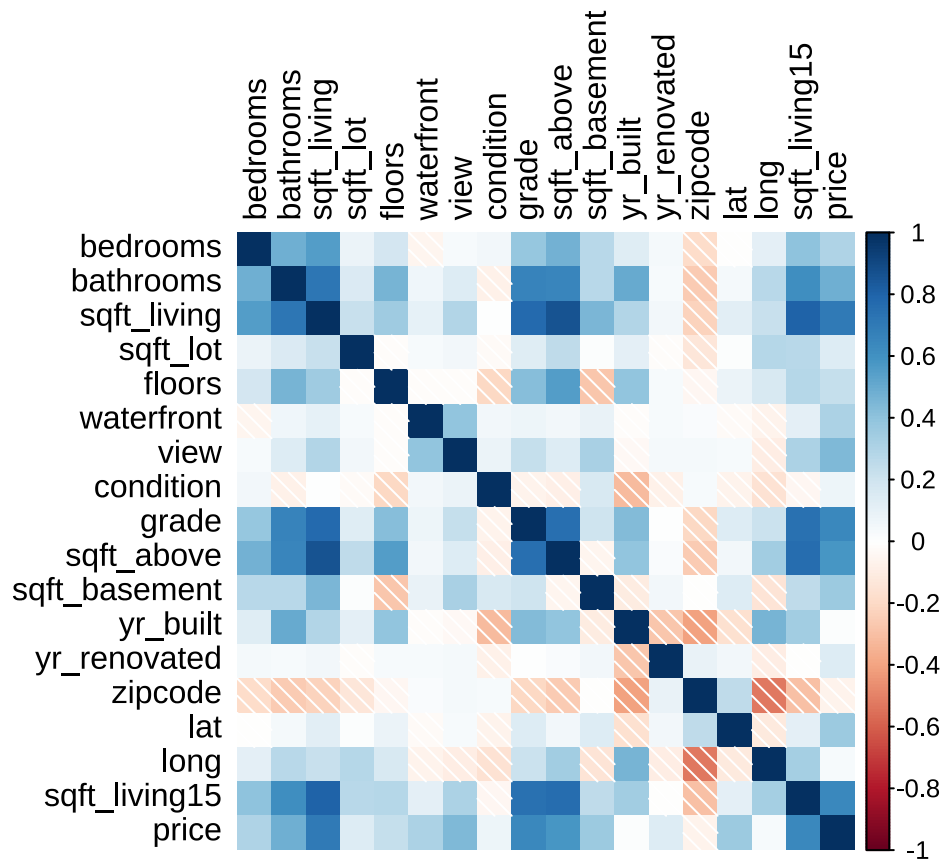 bedrooms
bathrooms
sqft_living
sqft_lot
floors
waterfront
view
condition
grade
sqft_above
sqft_basement
yr_built
yr_renovated
zipcode
lat
long
sqft_living15
price
bedrooms
bathrooms
sqft_living
sqft_lot
floors
waterfront
view
condition
grade
sqft_above
sqft_basement
yr_built
yr_renovated
zipcode
lat
long
sqft_living15
price
1
0.8
0.6
0.4
0.2
0
-0.2
-0.4
-0.6
-0.8
-1